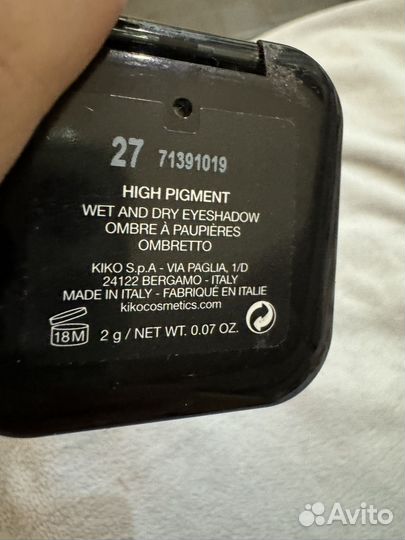 27 71391019
HIGH PIGMENT
WET AND DRY EYESHADOW
OMBRE À PAUPIÈRES
OMBRETTO
KIKO S.p.A - VIA PAGLIA, 1/D
24122 BERGAMO - ITALY
MADE IN ITALY - FABRIQUÉ EN ITALIE
kikocosmetics.com
18M 2 g / NET WT. 0.07 OZ.
Avito